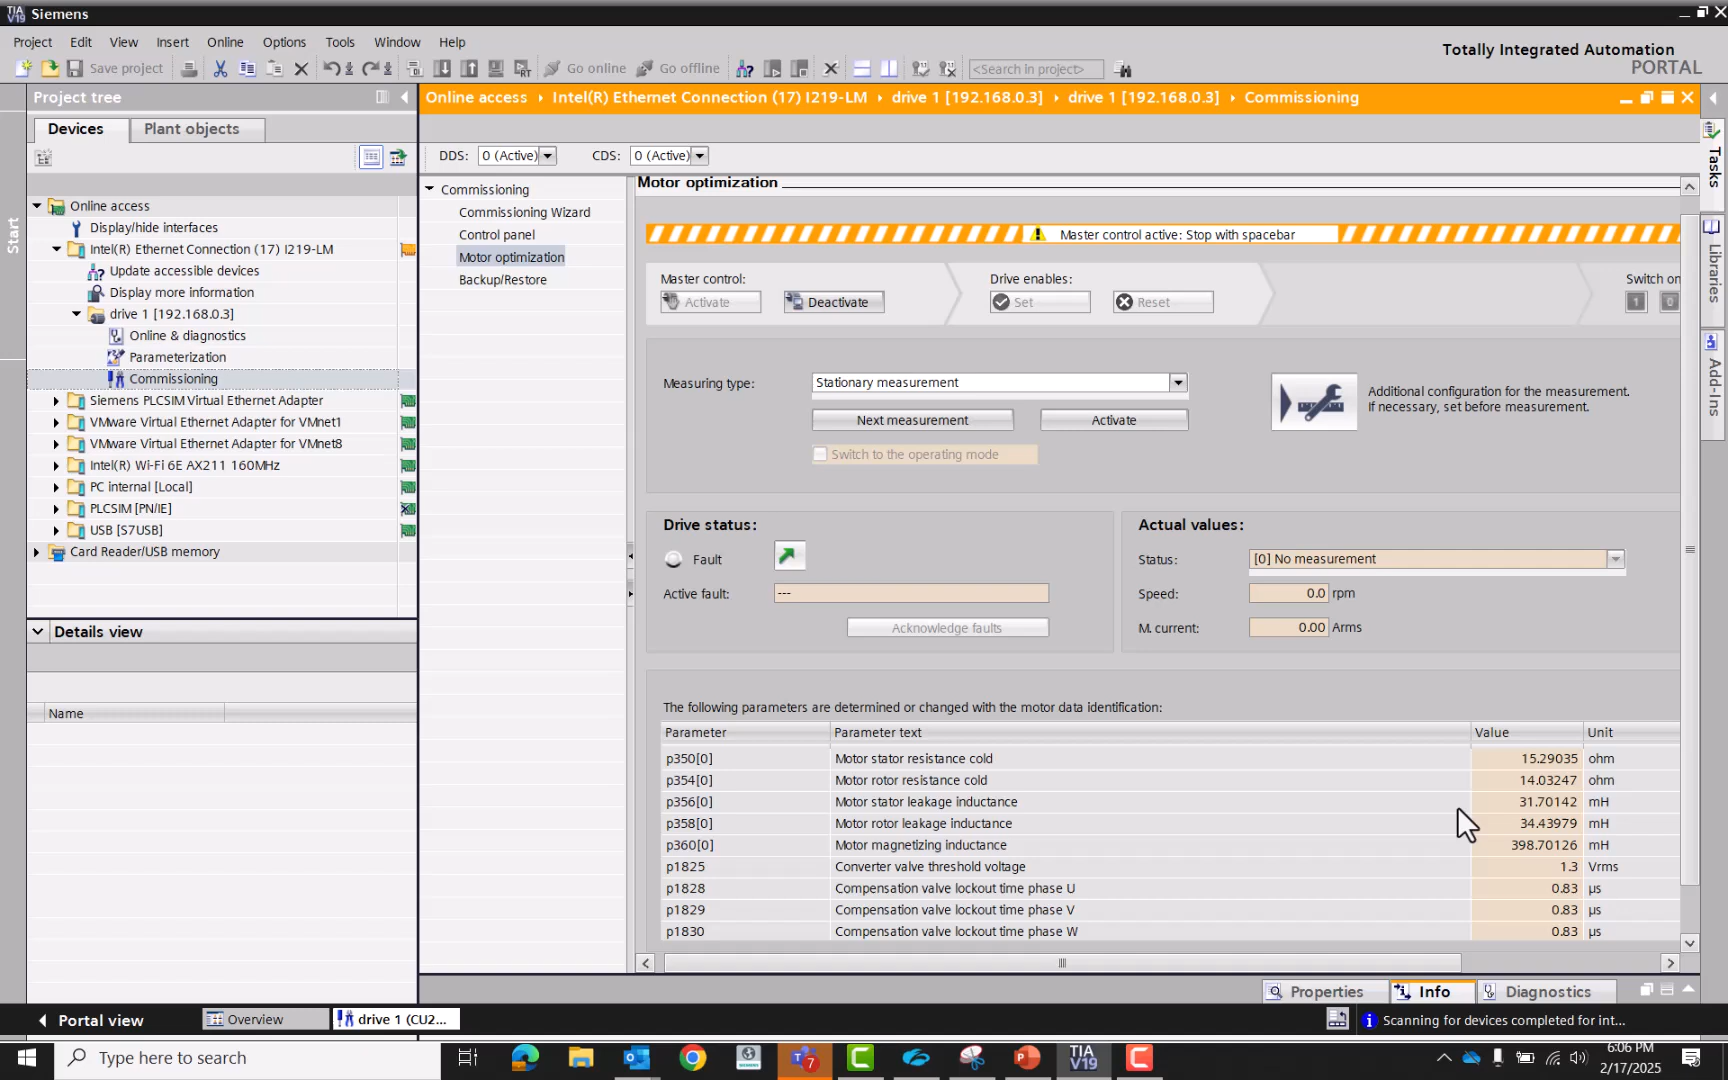 TIA
V19
Siemens
Project Edit View Insert Online Options Tools Window Help
Totally Integrated Automation
PORTAL
Save project Go online Go offline <Search in project>
Project tree
Online access › Intel(R) Ethernet Connection (17) I219-LM › drive 1 [192.168.0.3] › drive 1 [192.168.0.3] › Commissioning
Devices Plant objects
DDS: 0 (Active) CDS: 0 (Active)
Start
Online access
Display/hide interfaces
Intel(R) Ethernet Connection (17) I219-LM
Update accessible devices
Display more information
drive 1 [192.168.0.3]
Online & diagnostics
Parameterization
Commissioning
Siemens PLCSIM Virtual Ethernet Adapter
VMware Virtual Ethernet Adapter for VMnet1
VMware Virtual Ethernet Adapter for VMnet8
Intel(R) Wi-Fi 6E AX211 160MHz
PC internal [Local]
PLCSIM [PN/IE]
USB [S7USB]
Card Reader/USB memory
Details view
Name
Commissioning
Commissioning Wizard
Control panel
Motor optimization
Backup/Restore
Motor optimization
Master control active: Stop with spacebar
Master control: Drive enables: Switch on
Activate Deactivate Set Reset 1 0
Measuring type: Stationary measurement
Next measurement Activate
Switch to the operating mode
Additional configuration for the measurement.
If necessary, set before measurement.
Drive status:
Fault
Active fault: ---
Acknowledge faults
Actual values:
Status: [0] No measurement
Speed: 0.0 rpm
M. current: 0.00 Arms
The following parameters are determined or changed with the motor data identification:
Parameter Parameter text Value Unit
p350[0] Motor stator resistance cold 15.29035 ohm
p354[0] Motor rotor resistance cold 14.03247 ohm
p356[0] Motor stator leakage inductance 31.70142 mH
p358[0] Motor rotor leakage inductance 34.43979 mH
p360[0] Motor magnetizing inductance 398.70126 mH
p1825 Converter valve threshold voltage 1.3 Vrms
p1828 Compensation valve lockout time phase U 0.83 µs
p1829 Compensation valve lockout time phase V 0.83 µs
p1830 Compensation valve lockout time phase W 0.83 µs
Tasks
Libraries
Add-Ins
Properties Info Diagnostics
Portal view Overview drive 1 (CU2... Scanning for devices completed for int...
Type here to search
7
TIA
V19
6:06 PM
2/17/2025